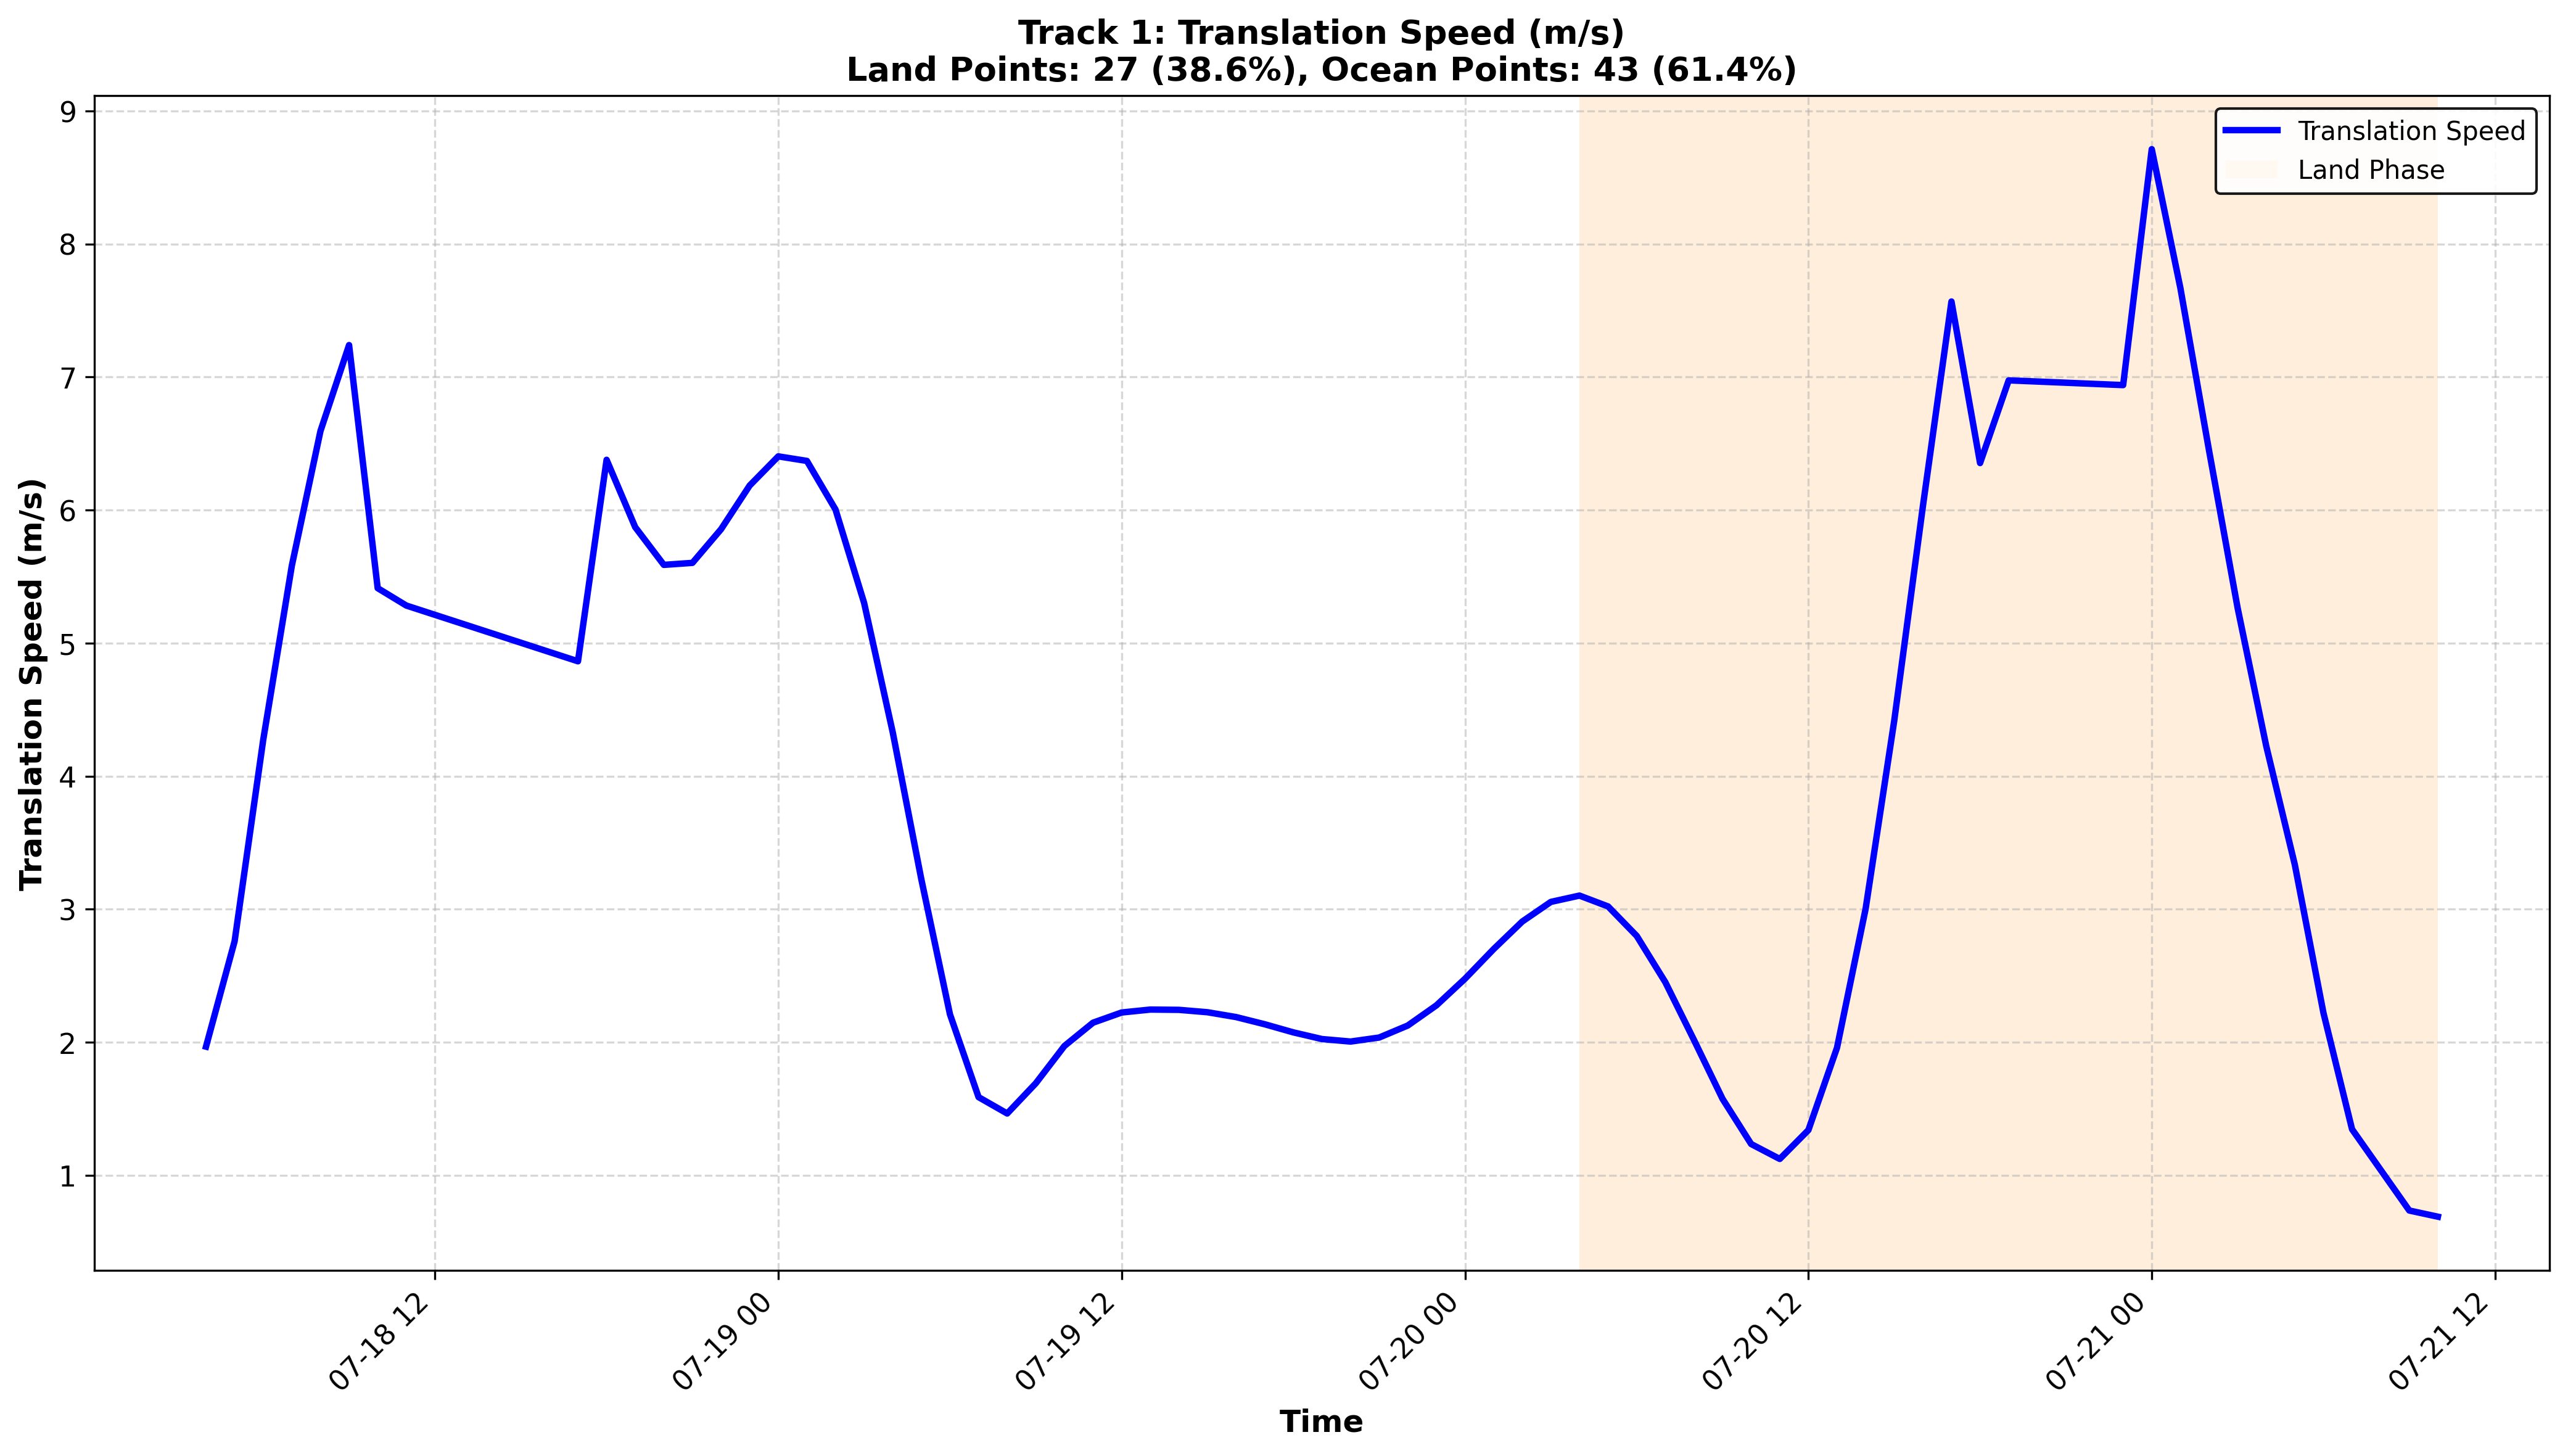 Track 1: Translation Speed (m/s)
Land Points: 27 (38.6%), Ocean Points: 43 (61.4%)
Translation Speed
Land Phase
Translation Speed (m/s)
9
8
7
6
5
4
3
2
1
07-18 12
07-19 00
07-19 12
07-20 00
07-20 12
07-21 00
07-21 12
Time